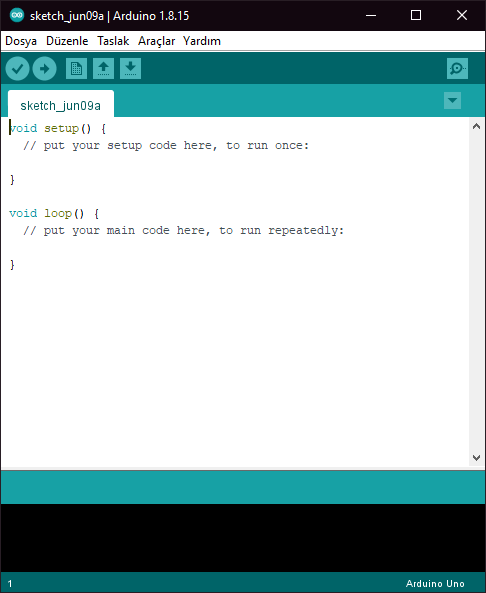 sketch_jun09a | Arduino 1.8.15
Dosya Düzenle Taslak Araçlar Yardım
sketch_jun09a
void setup() {
  // put your setup code here, to run once:
}
void loop() {
  // put your main code here, to run repeatedly:
}
1 Arduino Uno